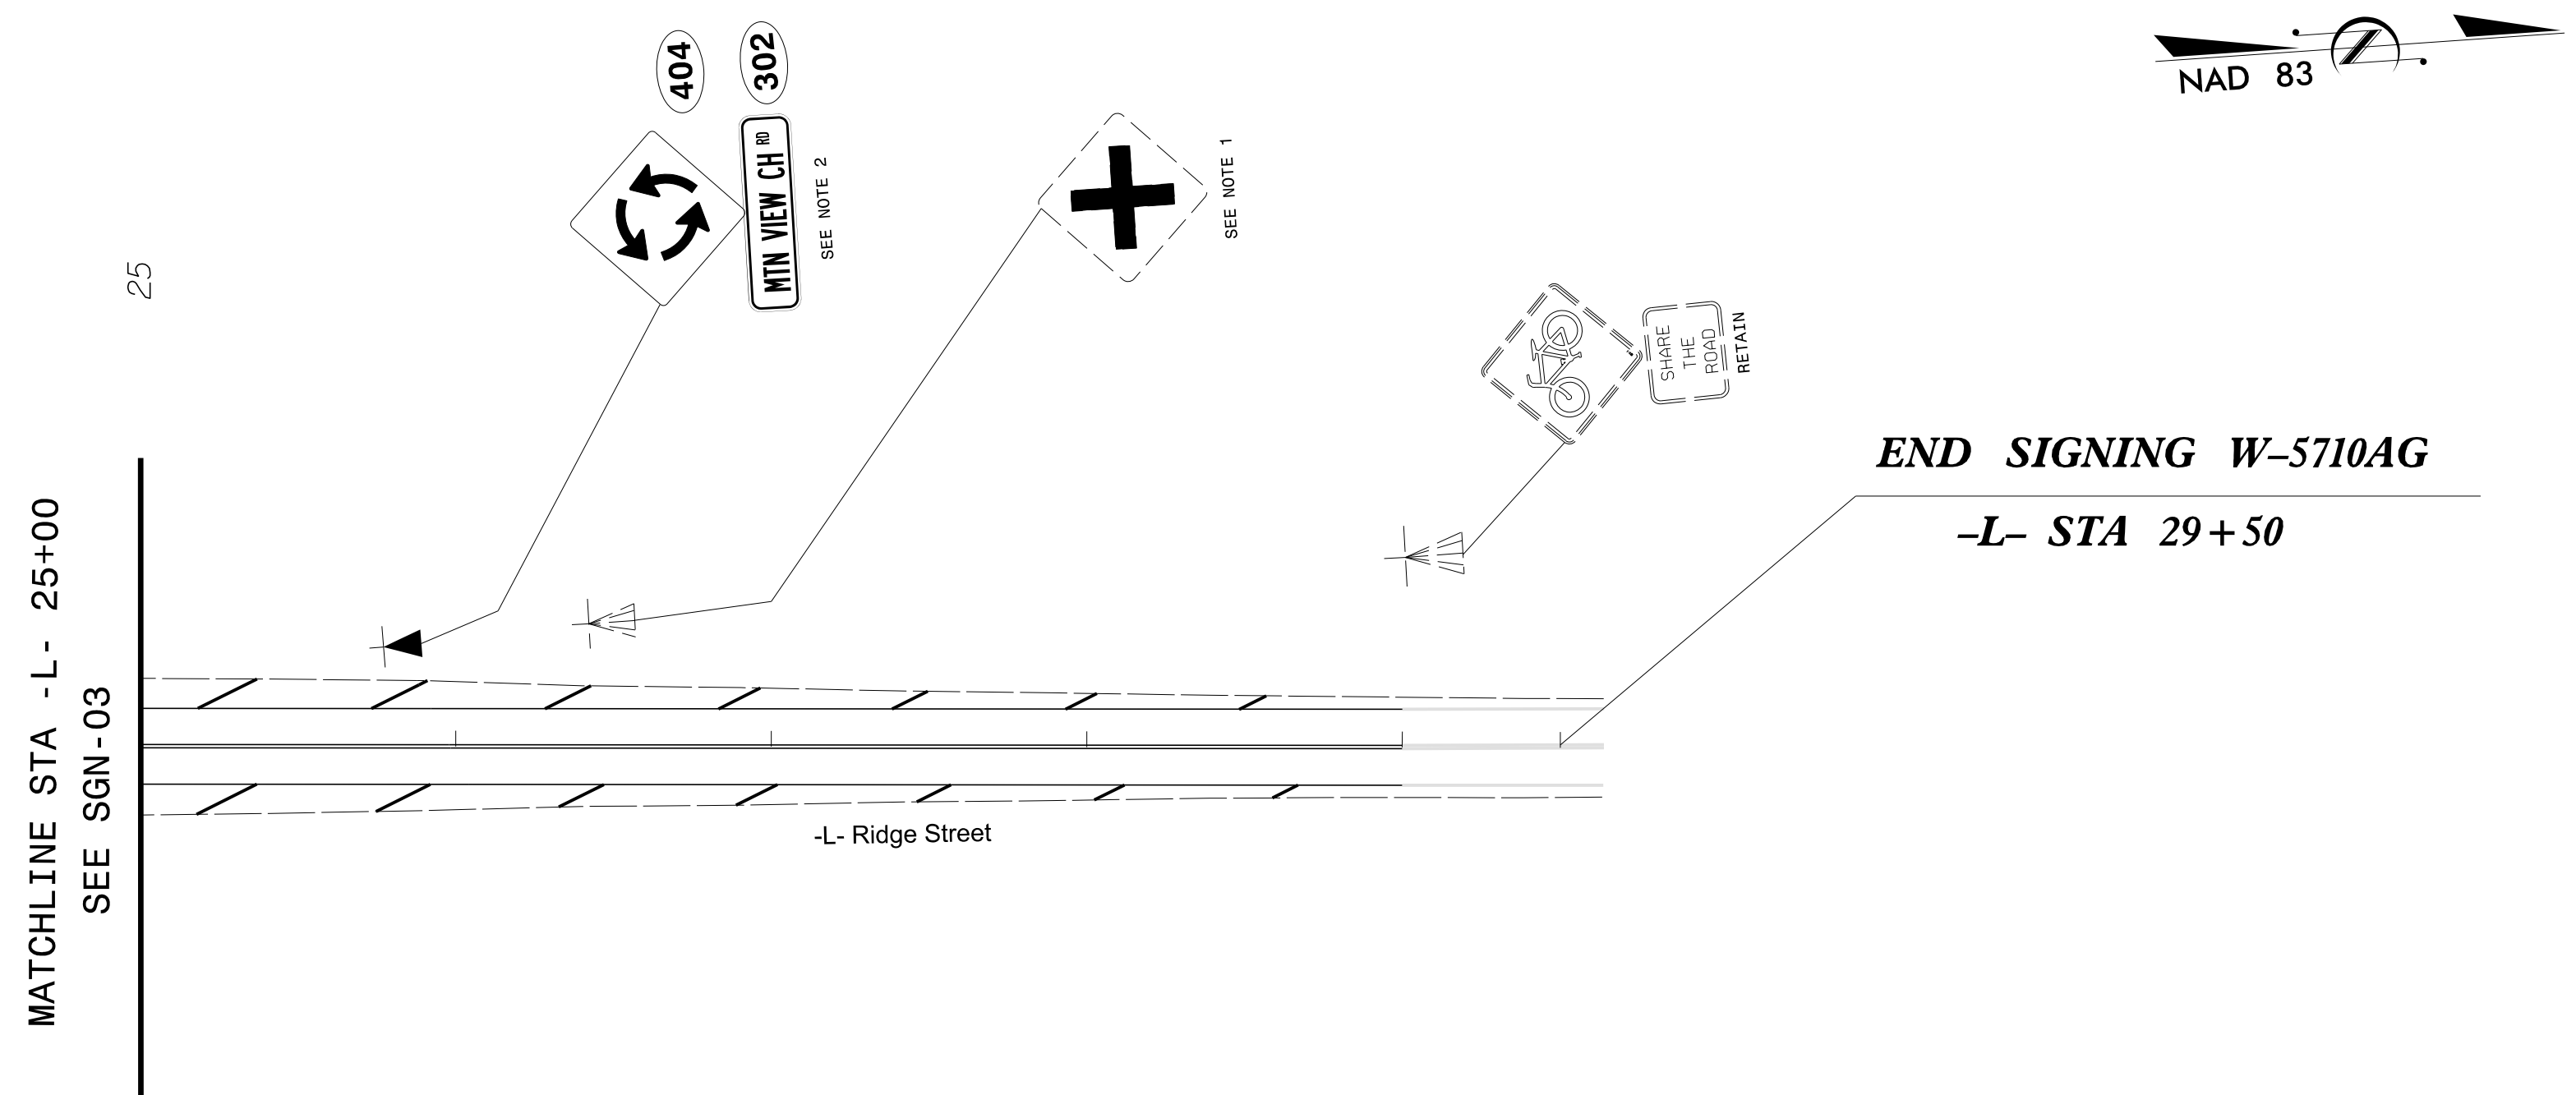 404
302
MTN VIEW CH RD
SEE NOTE 2
SEE NOTE 1
NAD 83
25
SHARE
THE
ROAD
RETAIN
END SIGNING W-5710AG
-L- STA 29+50
MATCHLINE STA -L- 25+00
SEE SGN-03
-L- Ridge Street